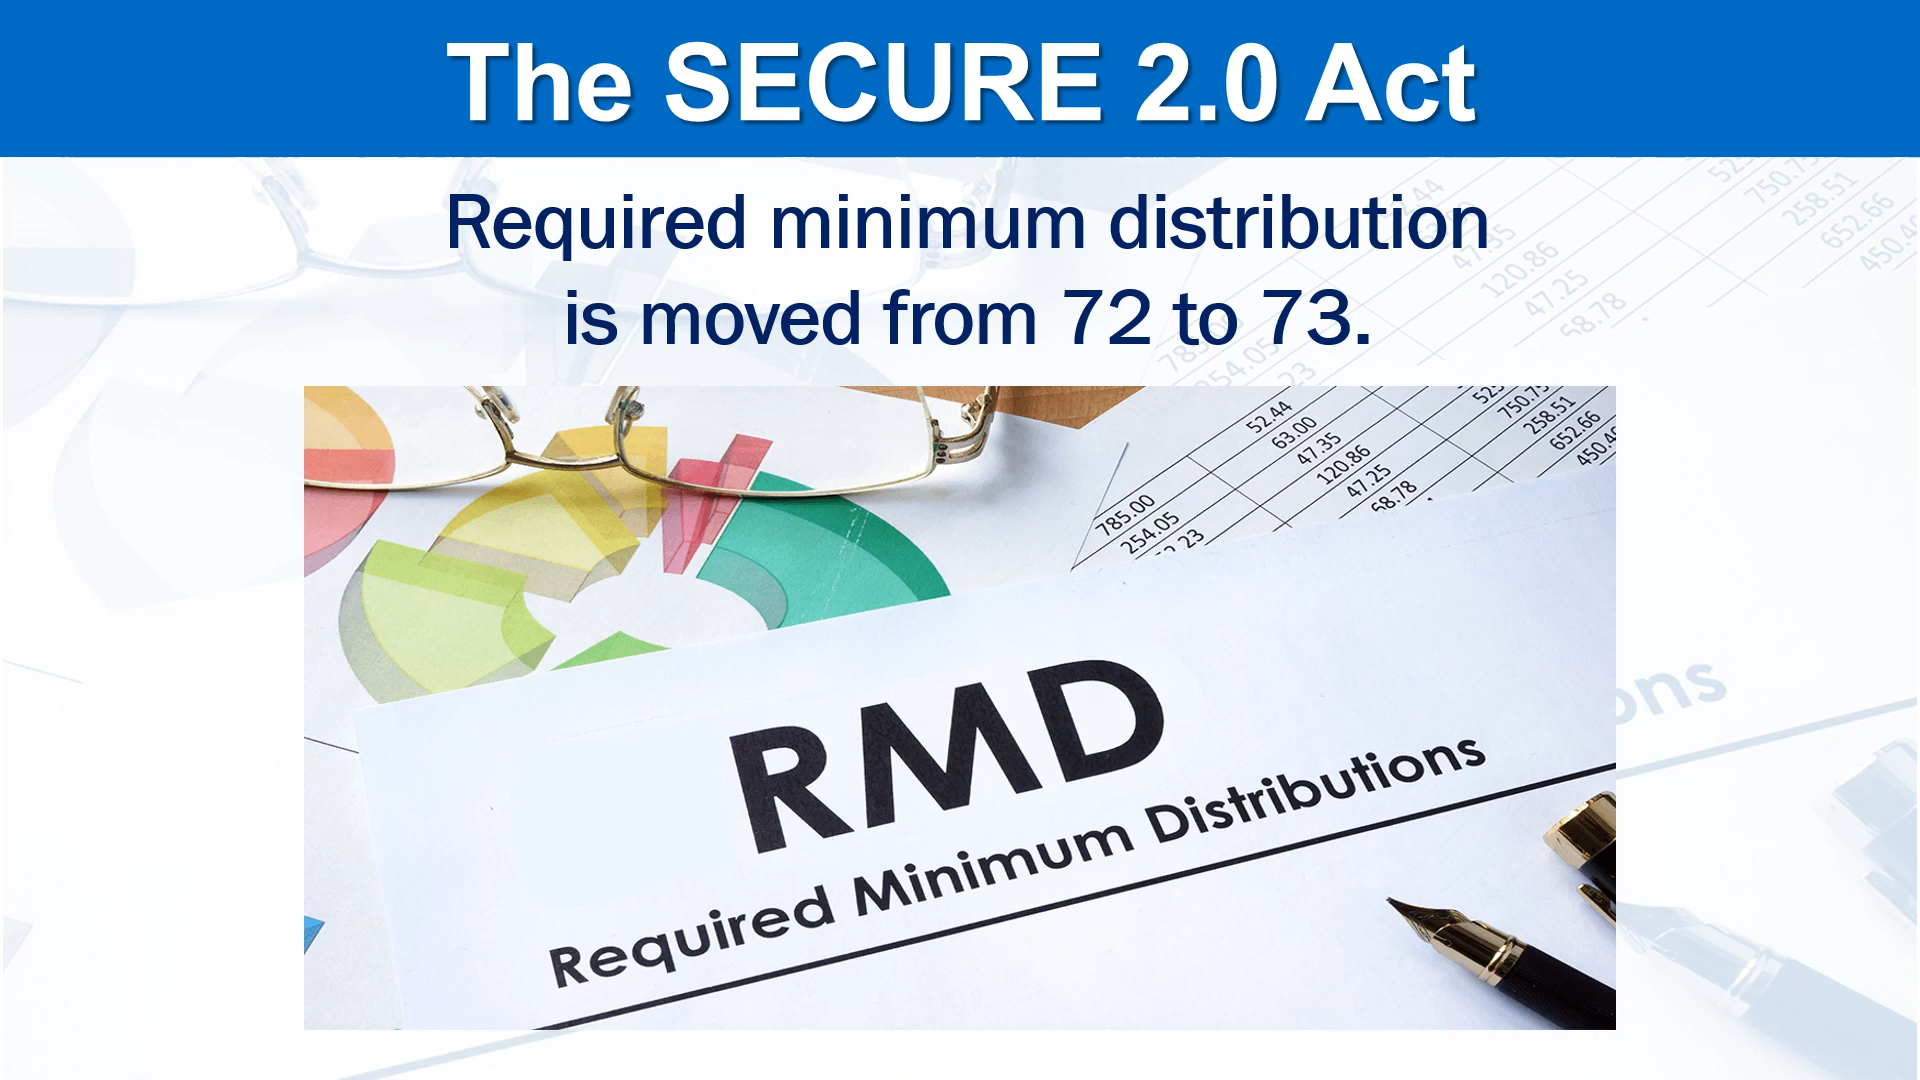 The SECURE 2.0 Act
Required minimum distribution
is moved from 72 to 73.
52.44
63.00
47.35
120.86
47.25
68.78
785.00
254.05
23
750.75
258.51
652.66
RMD
Required Minimum Distributions